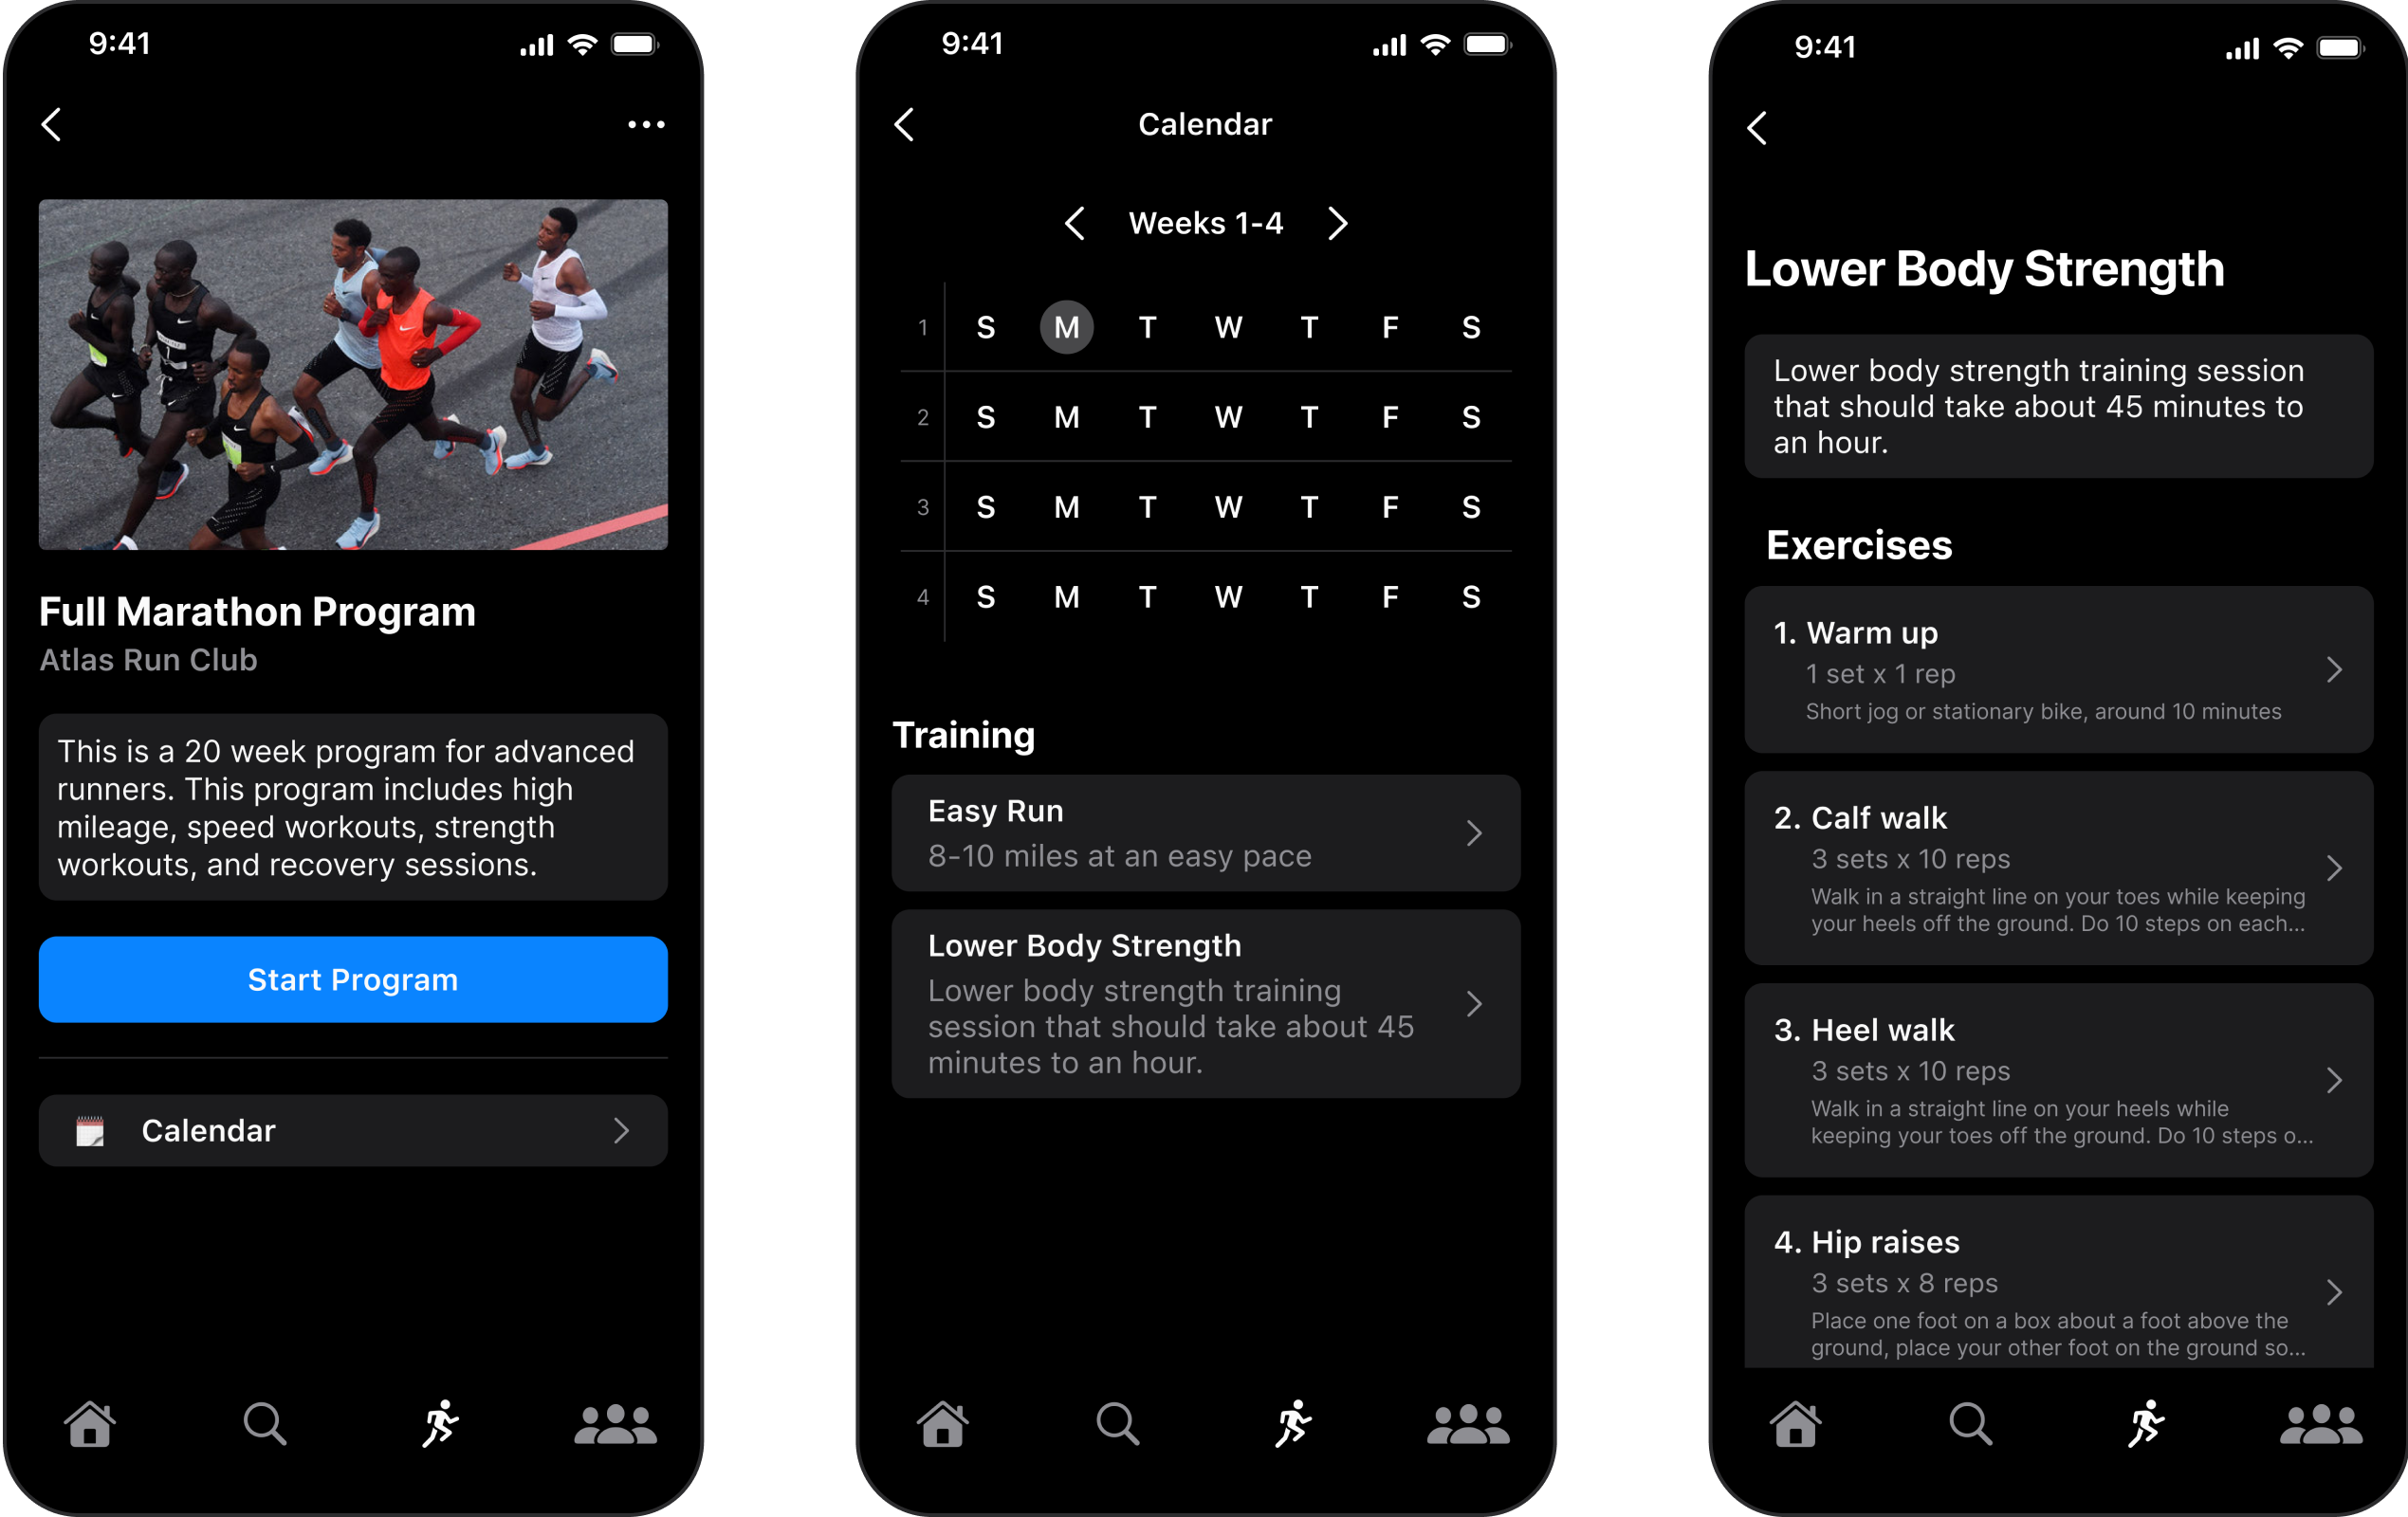 9:41
Full Marathon Program
Atlas Run Club
This is a 20 week program for advanced
runners. This program includes high
mileage, speed workouts, strength
workouts, and recovery sessions.
Start Program
Calendar
9:41
Calendar
Weeks 1-4
1 S M T W T F S
2 S M T W T F S
3 S M T W T F S
4 S M T W T F S
Training
Easy Run
8-10 miles at an easy pace
Lower Body Strength
Lower body strength training
session that should take about 45
minutes to an hour.
9:41
Lower Body Strength
Lower body strength training session
that should take about 45 minutes to
an hour.
Exercises
1. Warm up
1 set x 1 rep
Short jog or stationary bike, around 10 minutes
2. Calf walk
3 sets x 10 reps
Walk in a straight line on your toes while keeping
your heels off the ground. Do 10 steps on each...
3. Heel walk
3 sets x 10 reps
Walk in a straight line on your heels while
keeping your toes off the ground. Do 10 steps o...
4. Hip raises
3 sets x 8 reps
Place one foot on a box about a foot above the
ground, place your other foot on the ground so...